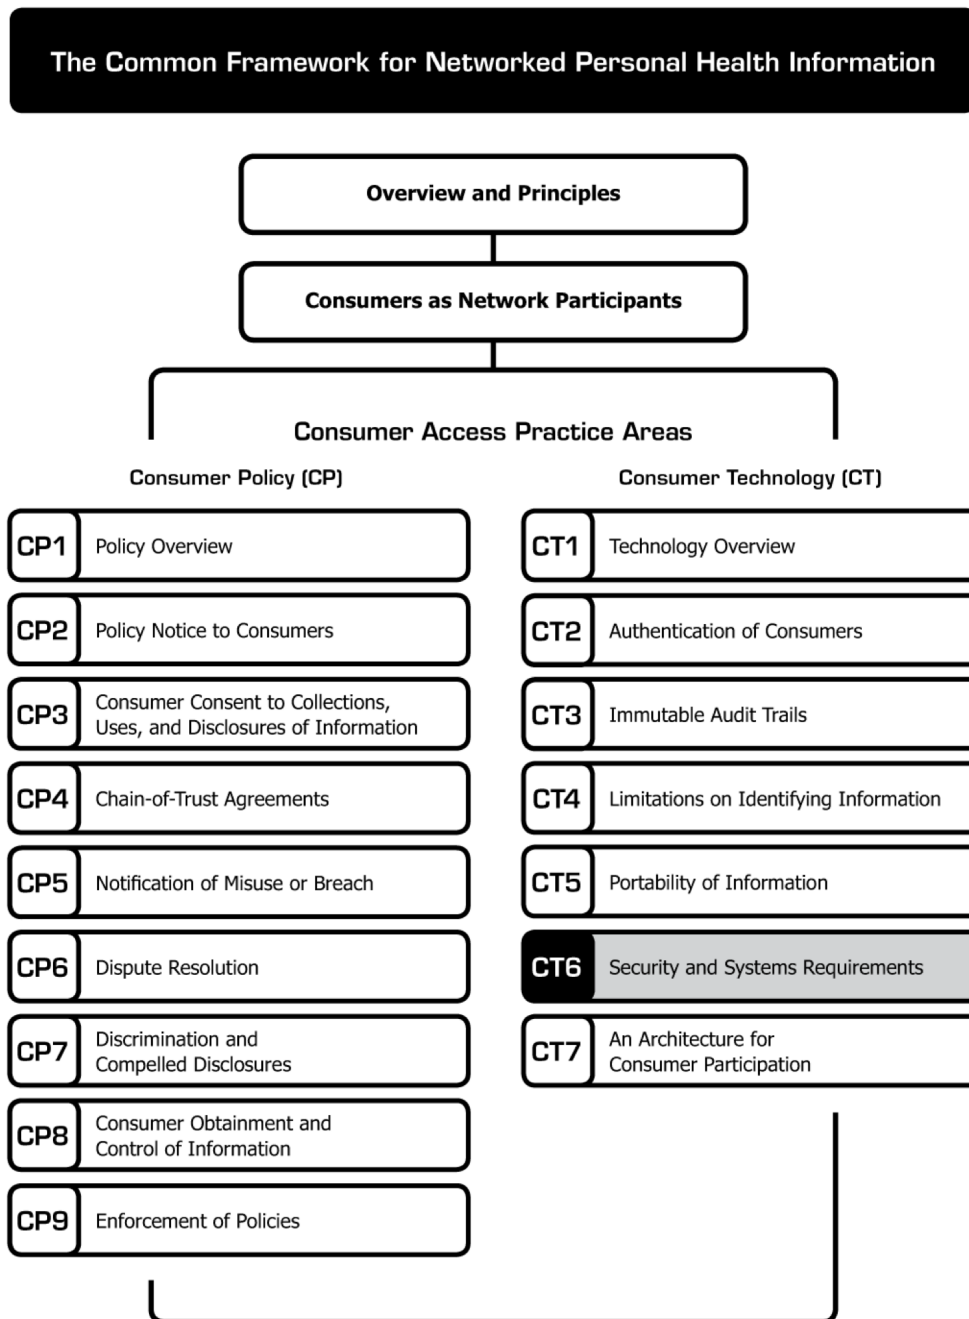 The Common Framework for Networked Personal Health Information
Overview and Principles
Consumers as Network Participants
Consumer Access Practice Areas
Consumer Policy (CP)
CP1 Policy Overview
CP2 Policy Notice to Consumers
CP3 Consumer Consent to Collections,
Uses, and Disclosures of Information
CP4 Chain-of-Trust Agreements
CP5 Notification of Misuse or Breach
CP6 Dispute Resolution
CP7 Discrimination and
Compelled Disclosures
CP8 Consumer Obtainment and
Control of Information
CP9 Enforcement of Policies
Consumer Technology (CT)
CT1 Technology Overview
CT2 Authentication of Consumers
CT3 Immutable Audit Trails
CT4 Limitations on Identifying Information
CT5 Portability of Information
CT6 Security and Systems Requirements
CT7 An Architecture for
Consumer Participation